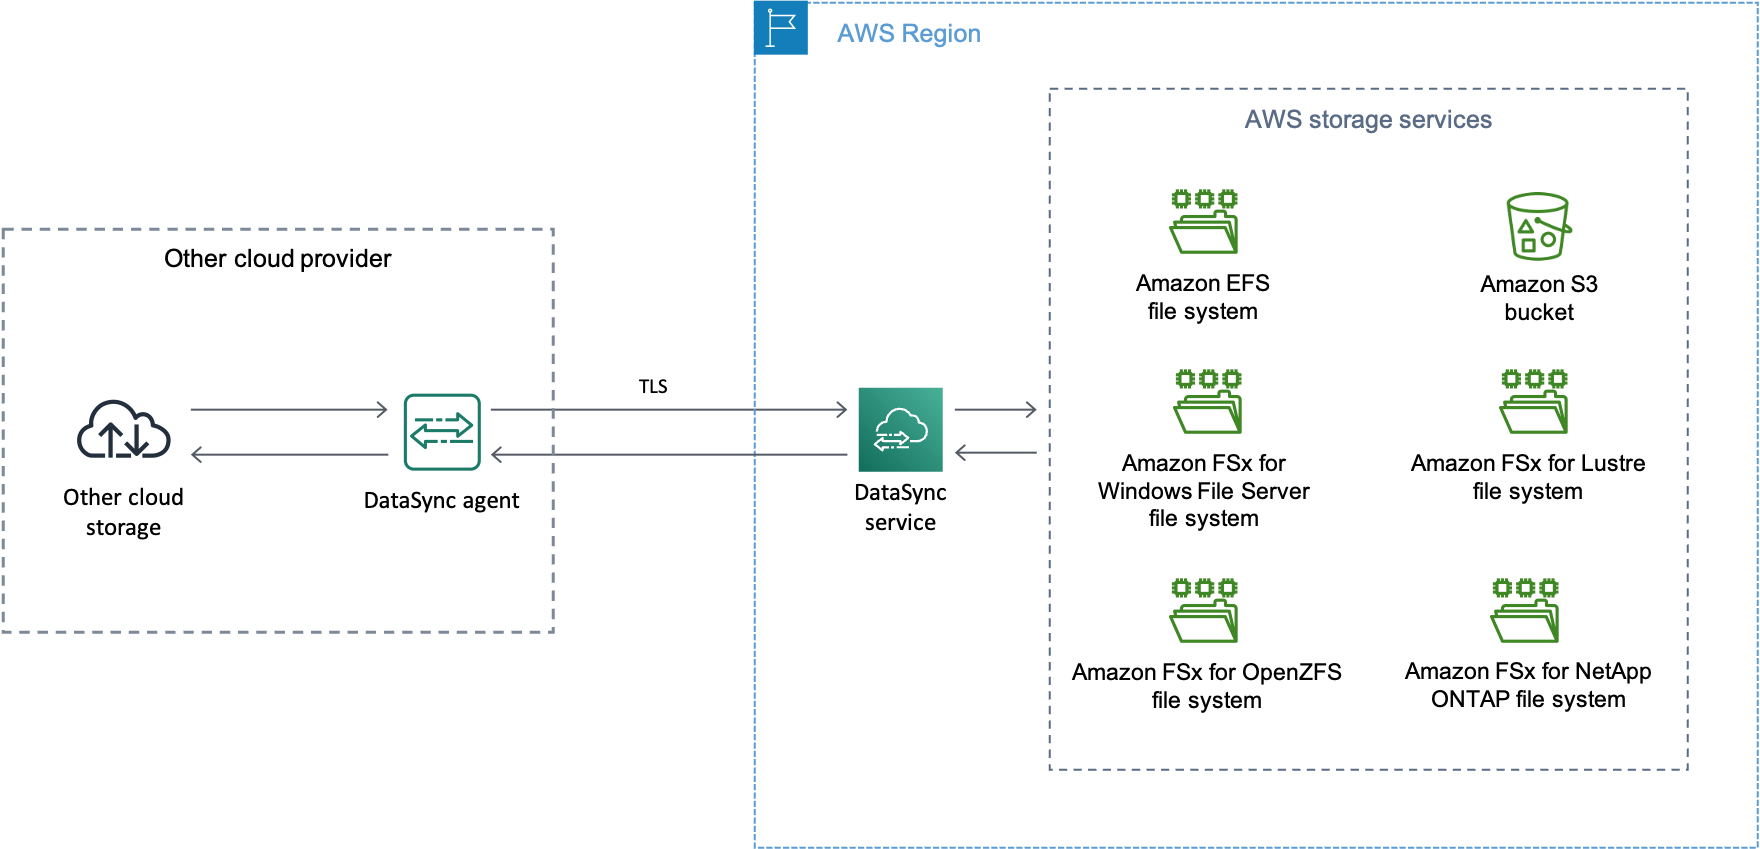 AWS Region
AWS storage services
Other cloud provider
Other cloud
storage
DataSync agent
TLS
DataSync
service
Amazon EFS
file system
Amazon S3
bucket
Amazon FSx for
Windows File Server
file system
Amazon FSx for Lustre
file system
Amazon FSx for OpenZFS
file system
Amazon FSx for NetApp
ONTAP file system